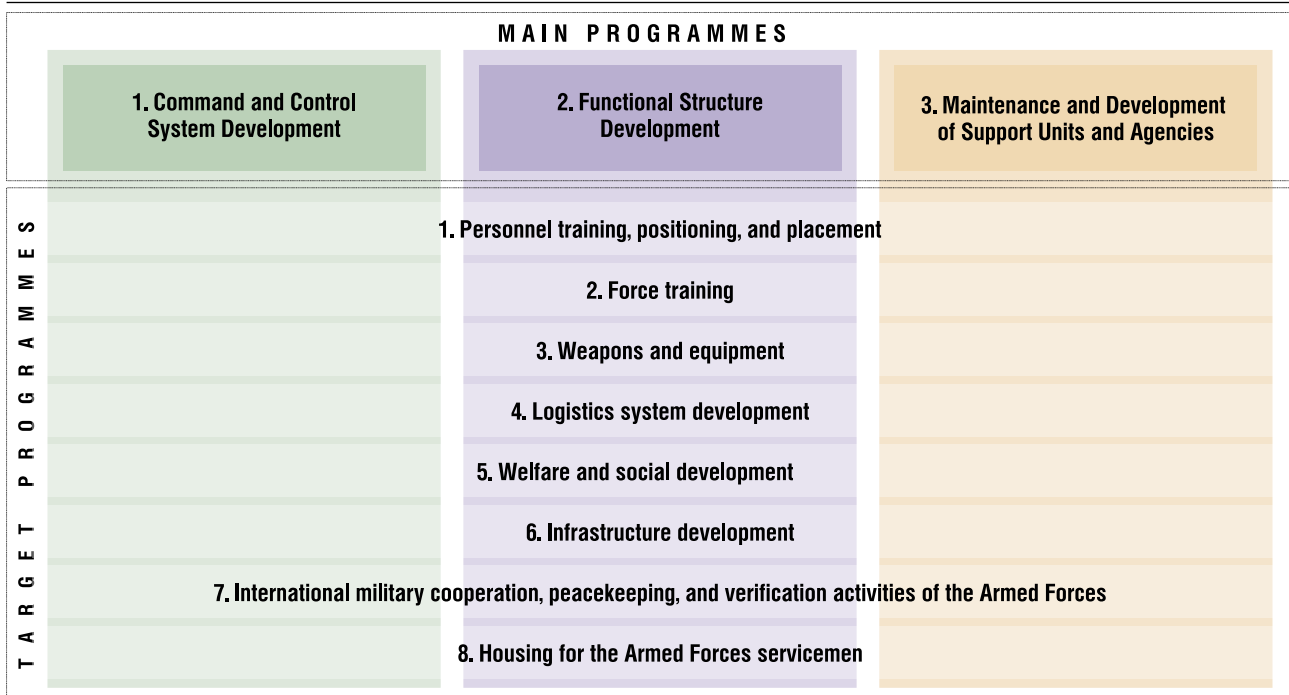 MAIN PROGRAMMES
1. Command and Control
System Development
2. Functional Structure
Development
3. Maintenance and Development
of Support Units and Agencies
TARGET PROGRAMMES
1. Personnel training, positioning, and placement
2. Force training
3. Weapons and equipment
4. Logistics system development
5. Welfare and social development
6. Infrastructure development
7. International military cooperation, peacekeeping, and verification activities of the Armed Forces
8. Housing for the Armed Forces servicemen